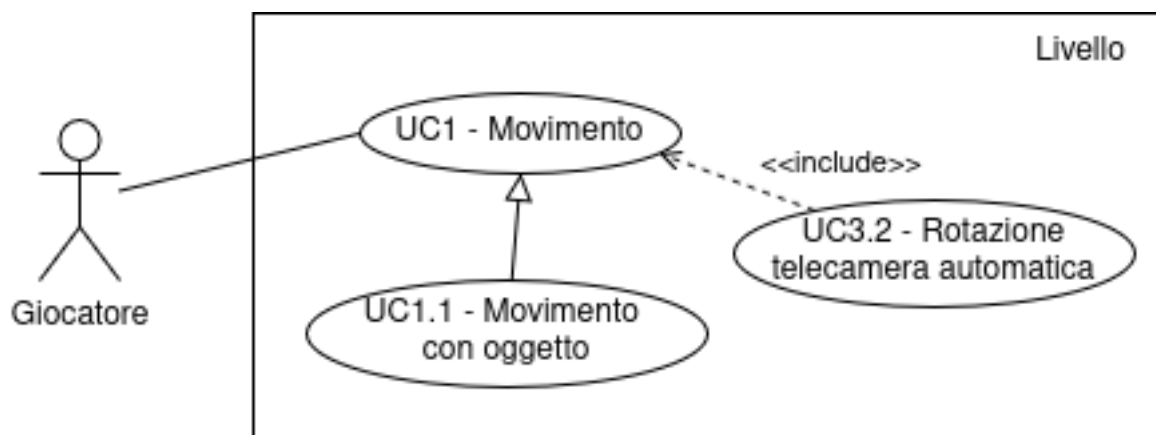 Livello
UC1 - Movimento
<<include>>
UC3.2 - Rotazione
telecamera automatica
UC1.1 - Movimento
con oggetto
Giocatore